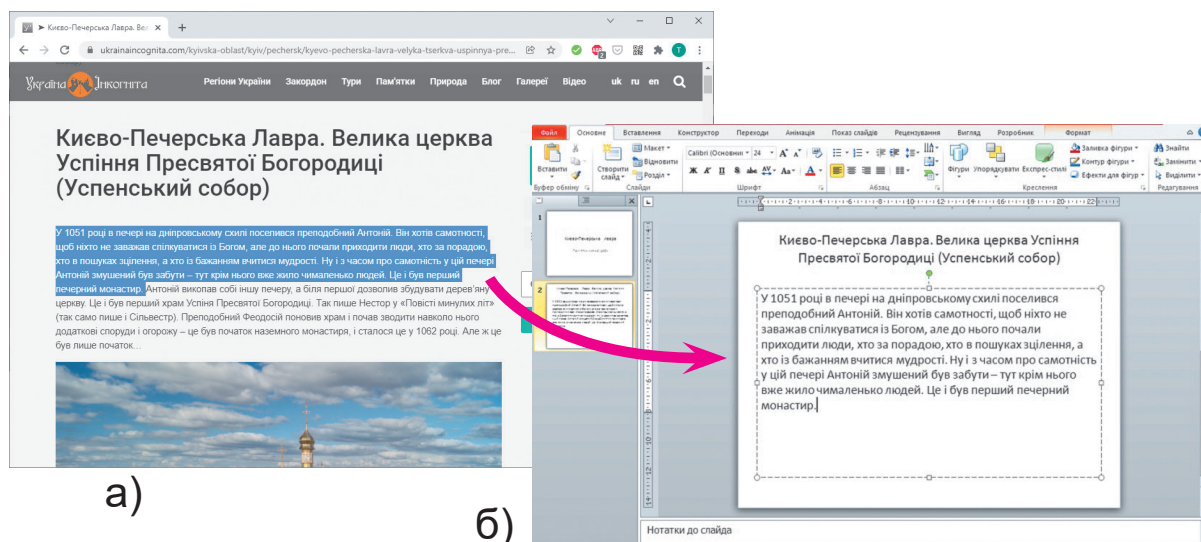 Києво-Печерська Лавра. Вел
ukrainaincognita.com/kyivska-oblast/kyiv/pechersk/kyevo-pecherska-lavra-velyka-tserkva-uspinnya-pre...
Україна Інкогніта
Регіони України Закордон Тури Пам'ятки Природа Блог Галереї Відео uk ru en
Києво-Печерська Лавра. Велика церква
Успіння Пресвятої Богородиці
(Успенський собор)
У 1051 році в печері на дніпровському схилі поселився преподобний Антоній. Він хотів самотності,
щоб ніхто не заважав спілкуватися із Богом, але до нього почали приходити люди, хто за порадою,
хто в пошуках зцілення, а хто із бажанням вчитися мудрості. Ну і з часом про самотність у цій печері
Антоній змушений був забути – тут крім нього вже жило чималенько людей. Це і був перший
печерний монастир. Антоній викопав собі іншу печеру, а біля першої дозволив збудувати дерев'яну
церкву. Це і був перший храм Успіня Пресвятої Богородиці. Так пише Нестор у «Повісті минулих літ»
(так само пише і Сільвестр). Преподобний Феодосій поновив храм і почав зводити навколо нього
додаткові споруди і огорожу – це був початок наземного монастиря, і сталося це у 1062 році. Але ж це
був лише початок...
а)
Файл Основне Вставлення Конструктор Переходи Анімація Показ слайдів Рецензування Вигляд Розробник Формат
Вставити
Створити слайд
Макет
Відновити
Розділ
Calibri (Основни 24
Ж К П S abc AV Aa А
Фігури Упорядкувати Експрес-стилі
Заливка фігури
Контур фігури
Ефекти для фігур
Знайти
Замінити
Виділити
Буфер обміну Слайди Шрифт Абзац Креслення Редагування
1
2
Києво-Печерська Лавра. Велика церква Успіння
Пресвятої Богородиці (Успенський собор)
У 1051 році в печері на дніпровському схилі поселився
преподобний Антоній. Він хотів самотності, щоб ніхто не
заважав спілкуватися із Богом, але до нього почали
приходити люди, хто за порадою, хто в пошуках зцілення, а
хто із бажанням вчитися мудрості. Ну і з часом про самотність
у цій печері Антоній змушений був забути – тут крім нього
вже жило чималенько людей. Це і був перший печерний
монастир.
Нотатки до слайда
б)